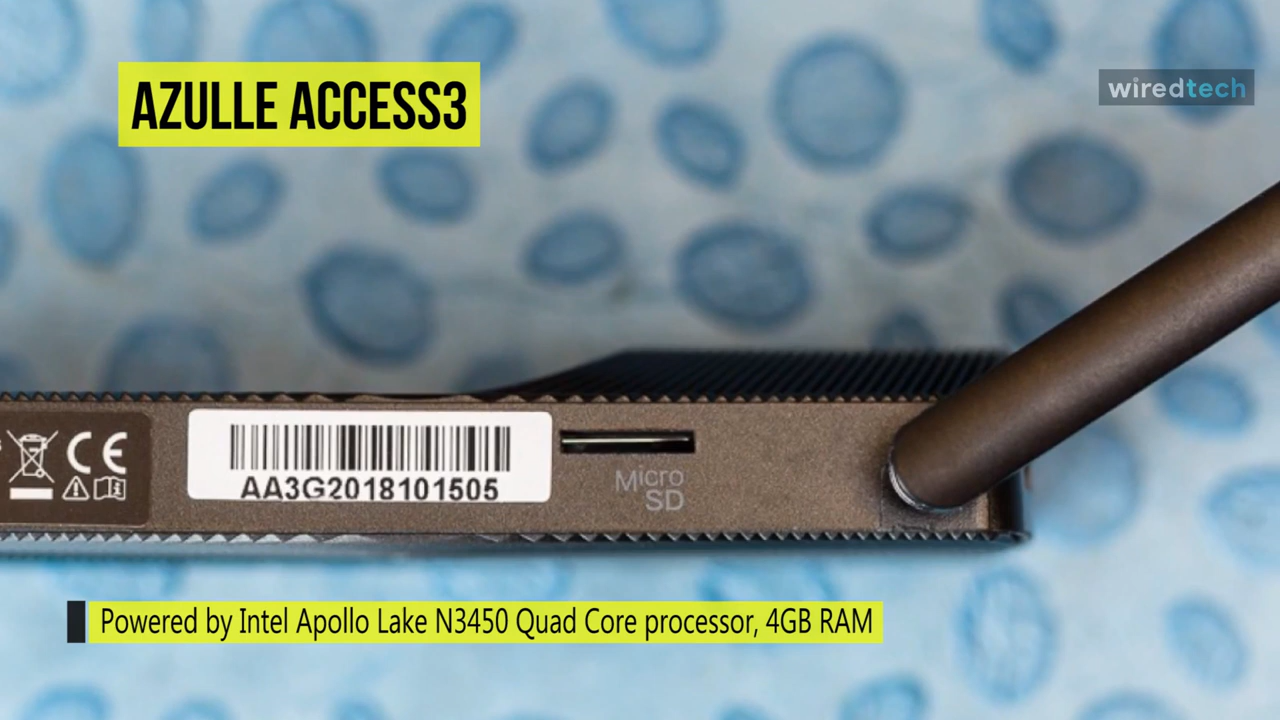 AZULLE ACCESS3
wiredtech
CE
AA3G2018101505
Micro
SD
Powered by Intel Apollo Lake N3450 Quad Core processor, 4GB RAM